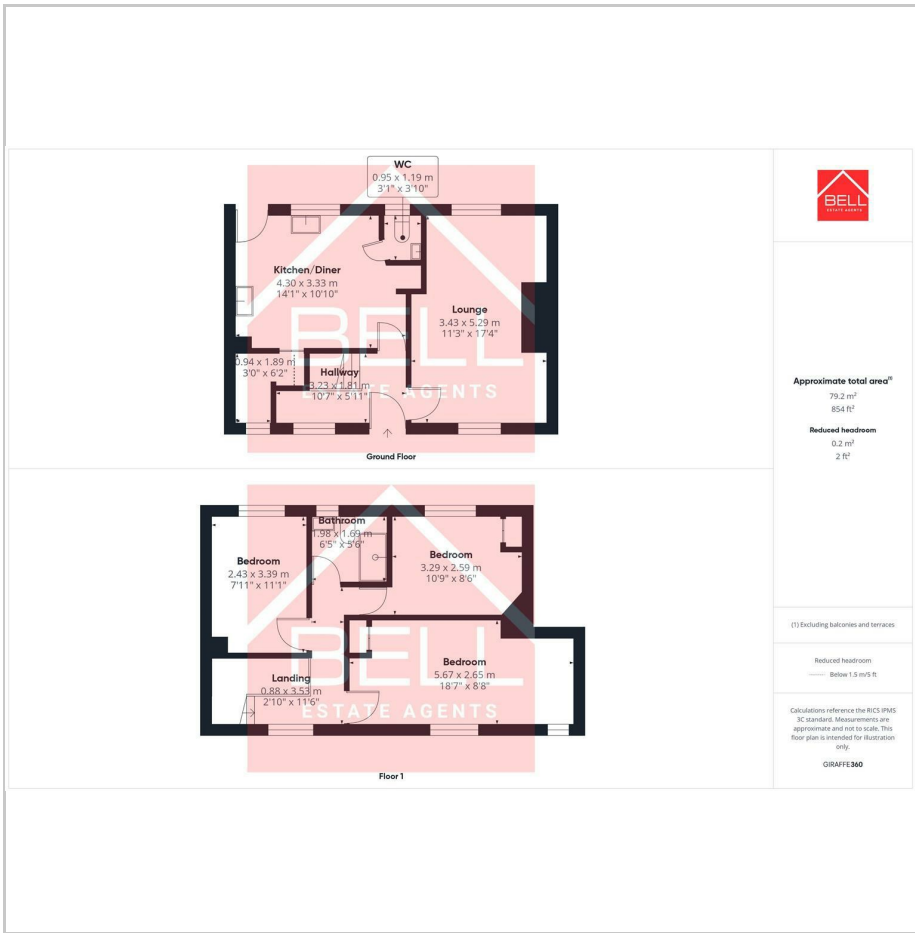 WC
0.95 x 1.19 m
3'1" x 3'10"
Kitchen/Diner
4.30 x 3.33 m
14'1" x 10'10"
Lounge
3.43 x 5.29 m
11'3" x 17'4"
0.94 x 1.89 m
3'0" x 6'2"
Hallway
3.23 x 1.81 m
10'7" x 5'11"
BELL
ESTATE AGENTS
Ground Floor
Bathroom
1.98 x 1.69 m
6'5" x 5'6"
Bedroom
2.43 x 3.39 m
7'11" x 11'1"
Bedroom
3.29 x 2.59 m
10'9" x 8'6"
Bedroom
5.67 x 2.65 m
18'7" x 8'8"
Landing
0.88 x 3.53 m
2'10" x 11'6"
BELL
ESTATE AGENTS
Floor 1
BELL
ESTATE AGENTS
Approximate total area(1)
79.2 m²
854 ft²
Reduced headroom
0.2 m²
2 ft²
(1) Excluding balconies and terraces
Reduced headroom
Below 1.5 m/5 ft
Calculations reference the RICS IPMS
3C standard. Measurements are
approximate and not to scale. This
floor plan is intended for illustration
only.
GIRAFFE360